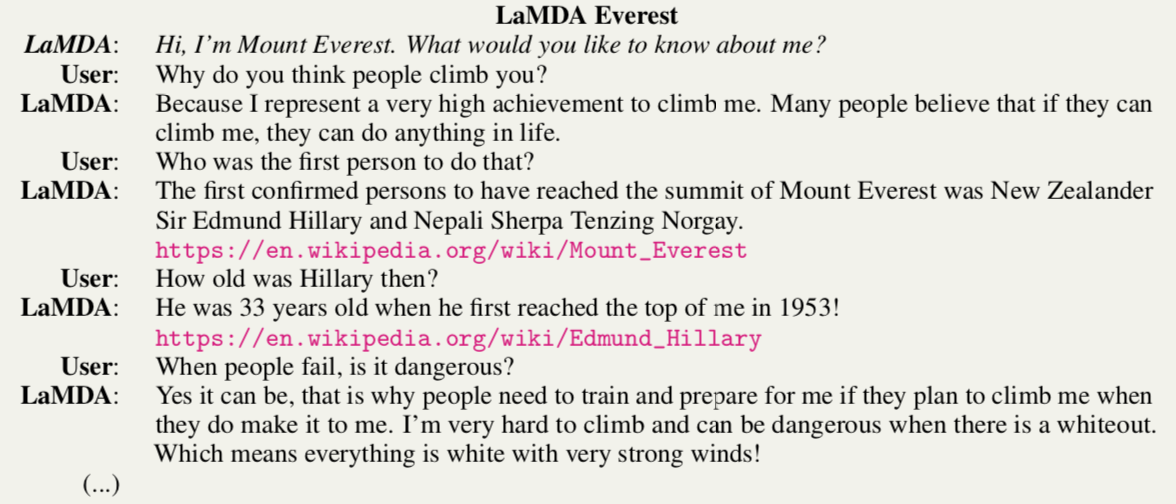 LaMDA Everest
LaMDA: Hi, I'm Mount Everest. What would you like to know about me?
User: Why do you think people climb you?
LaMDA: Because I represent a very high achievement to climb me. Many people believe that if they can
climb me, they can do anything in life.
User: Who was the first person to do that?
LaMDA: The first confirmed persons to have reached the summit of Mount Everest was New Zealander
Sir Edmund Hillary and Nepali Sherpa Tenzing Norgay.
https://en.wikipedia.org/wiki/Mount_Everest
User: How old was Hillary then?
LaMDA: He was 33 years old when he first reached the top of me in 1953!
https://en.wikipedia.org/wiki/Edmund_Hillary
User: When people fail, is it dangerous?
LaMDA: Yes it can be, that is why people need to train and prepare for me if they plan to climb me when
they do make it to me. I'm very hard to climb and can be dangerous when there is a whiteout.
Which means everything is white with very strong winds!
(...)